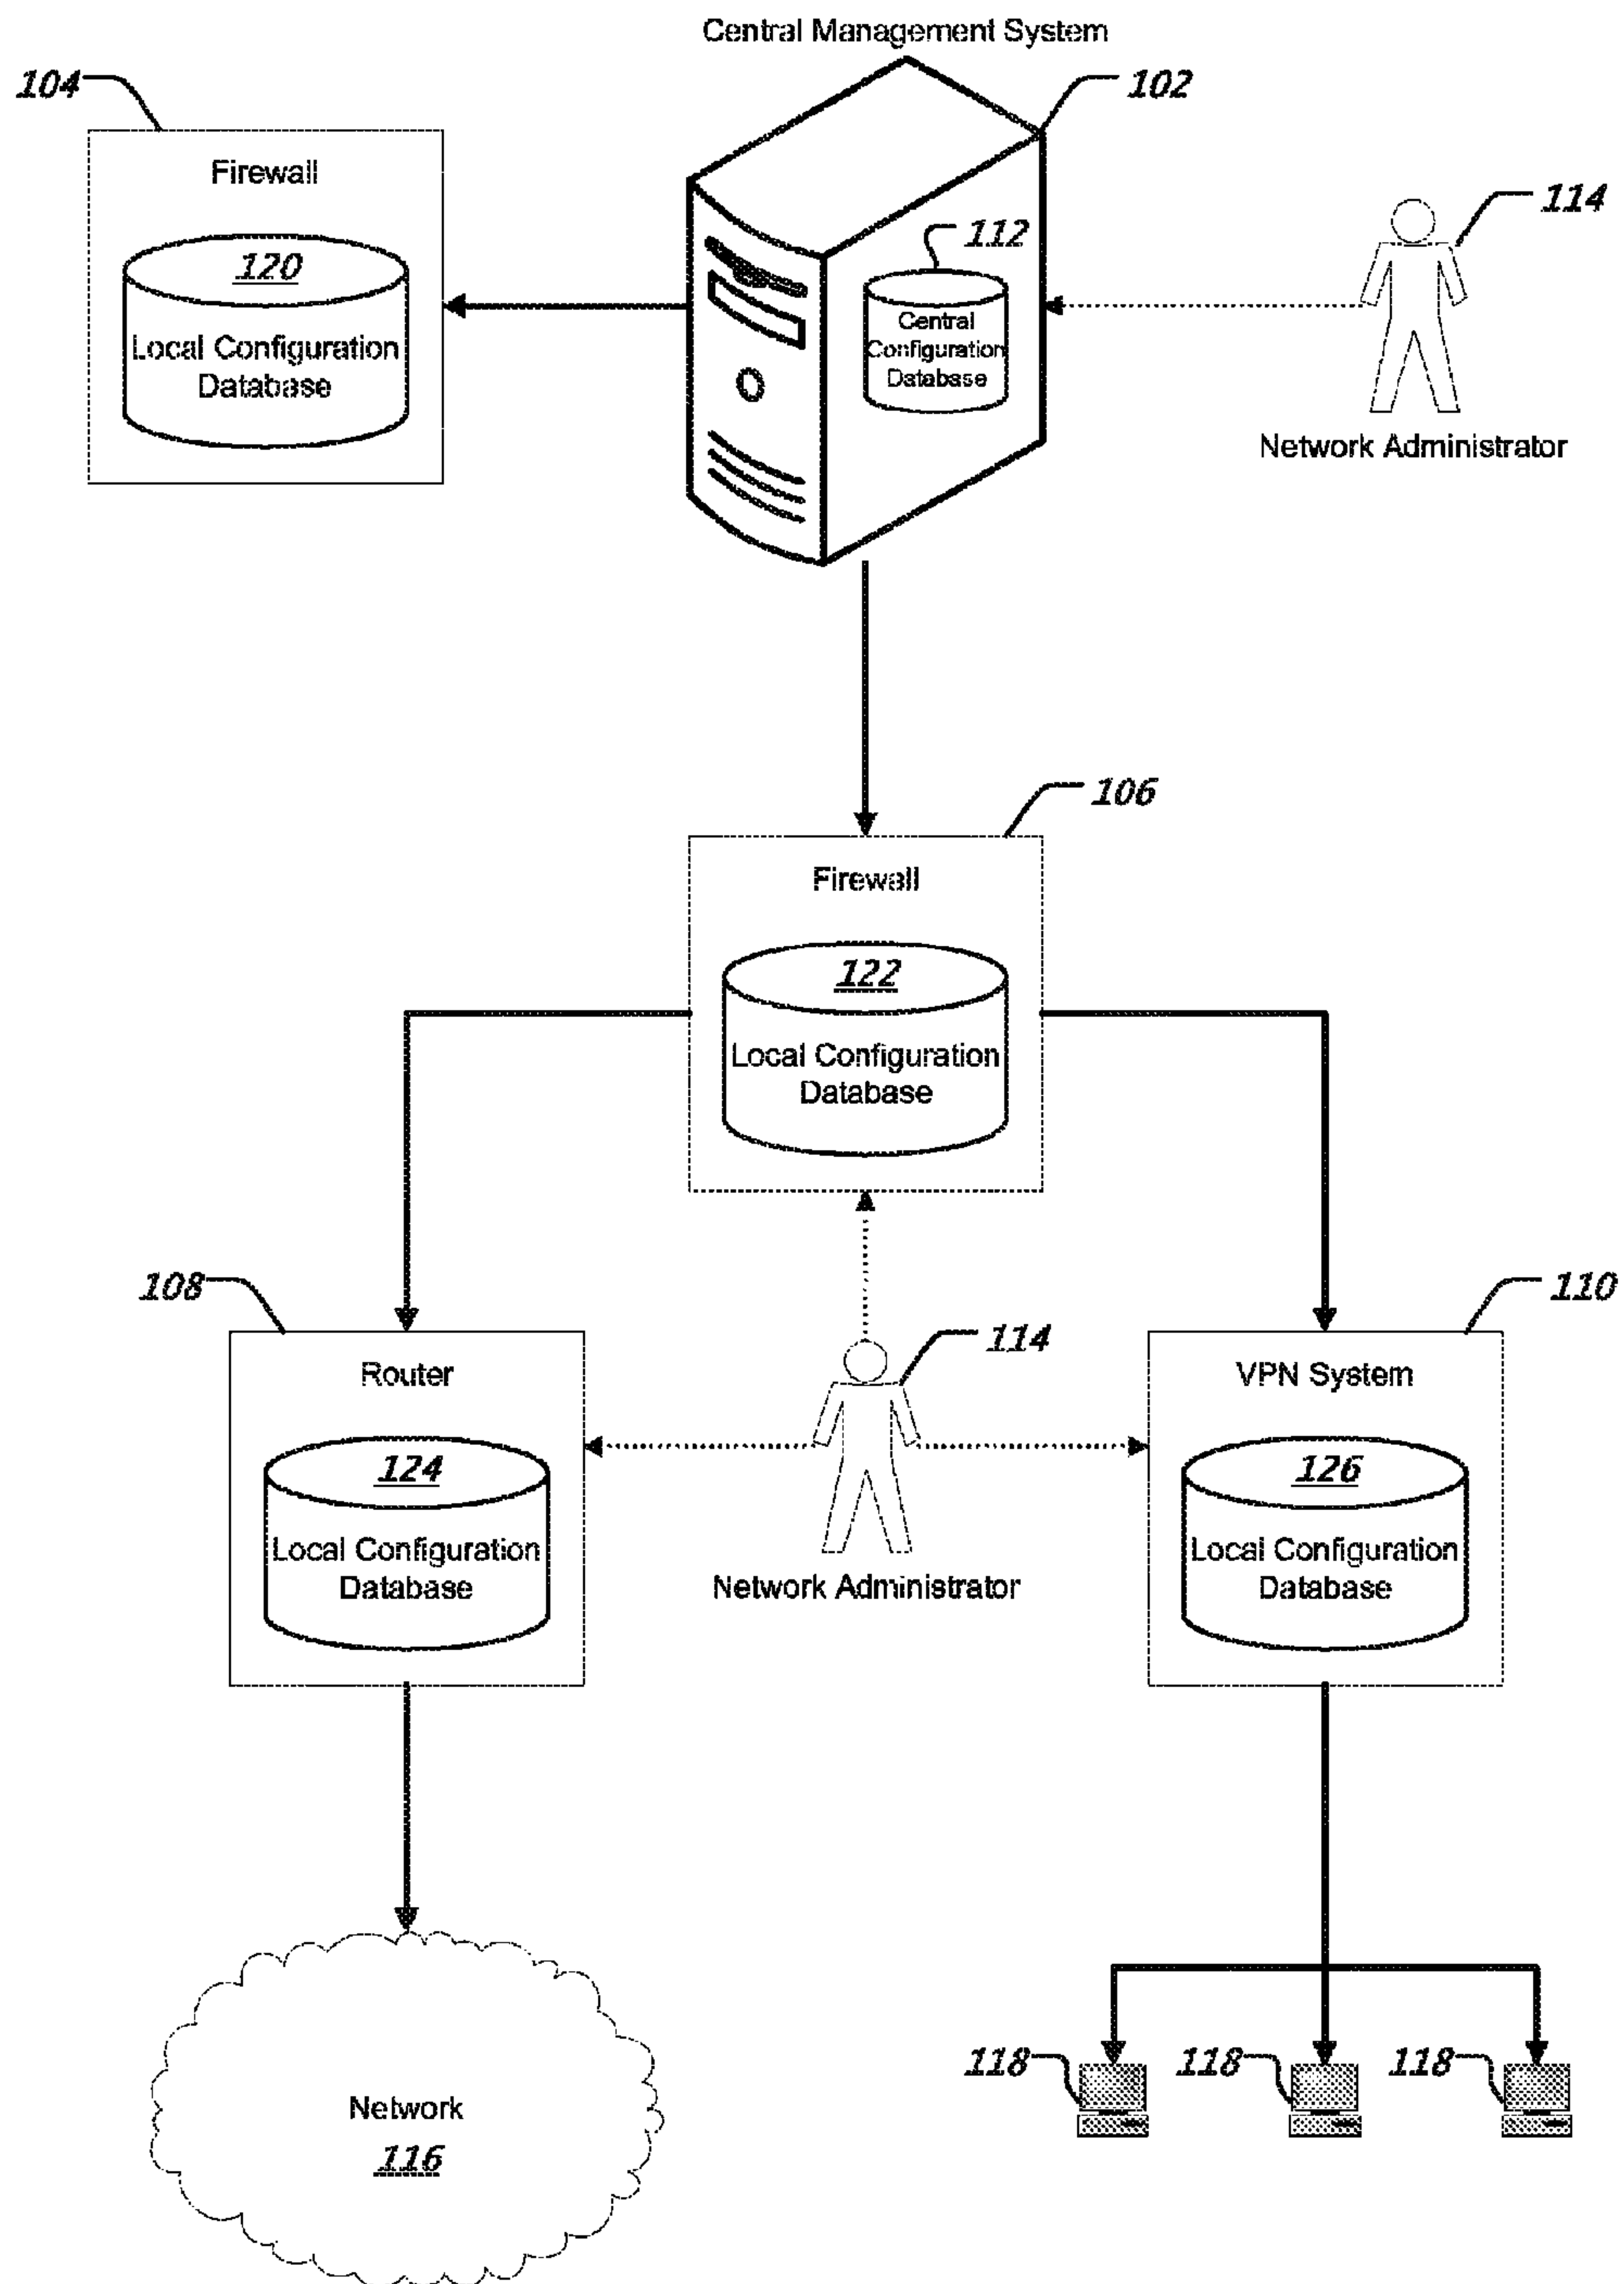 Central Management System
104
102
Firewall
114
112
120
Central
Configuration
Database
Local Configuration
Database
Network Administrator
106
Firewall
122
Local Configuration
Database
108
110
114
Router
VPN System
124
126
Local Configuration
Database
Local Configuration
Database
Network Administrator
118
118
118
Network
116